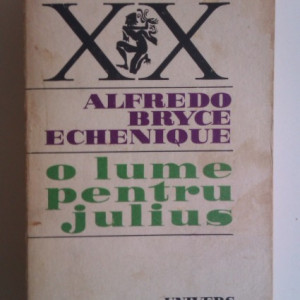 XX
ALFREDO
BRYCE
ECHENIQUE
o lume
pentru
julius
UNIVERS